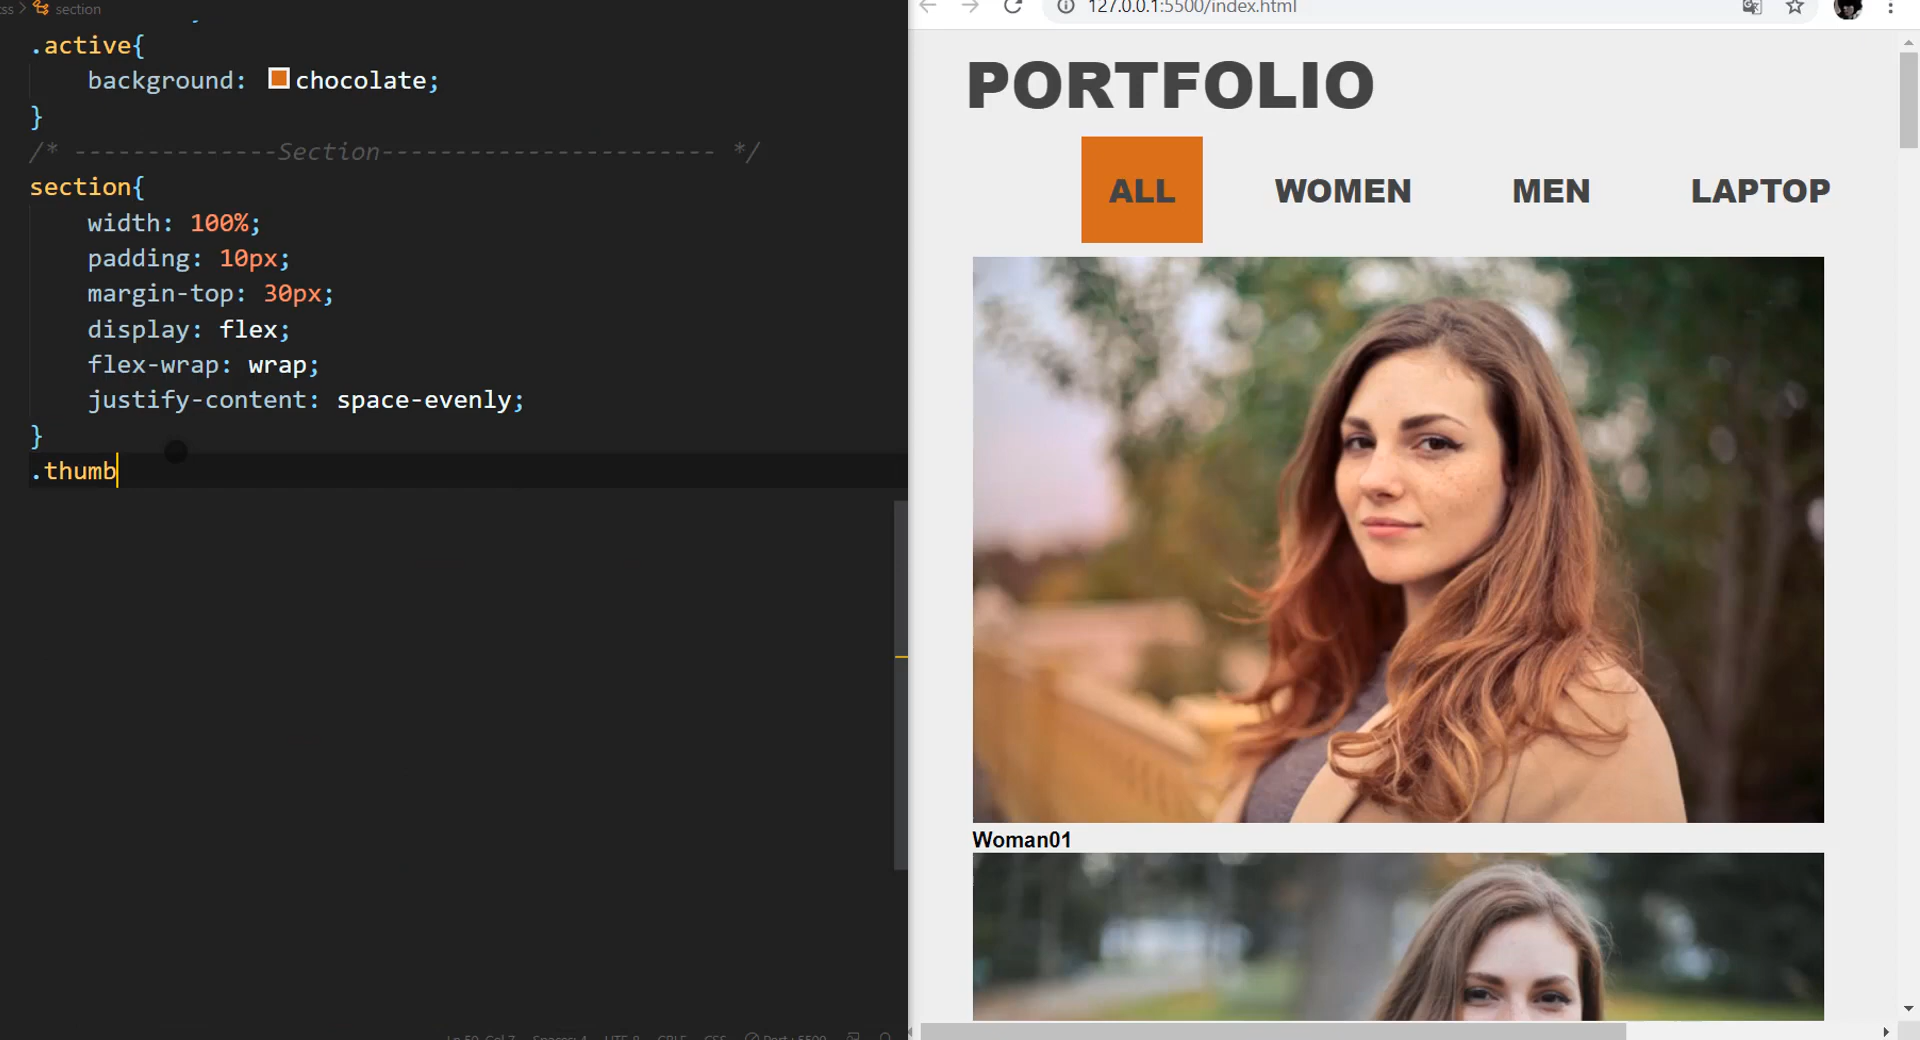 ss > section
.active{
background: chocolate;
}
/* --------------Section----------------------- */
section{
width: 100%;
padding: 10px;
margin-top: 30px;
display: flex;
flex-wrap: wrap;
justify-content: space-evenly;
}
.thumb
127.0.0.1:5500/index.html
PORTFOLIO
ALL WOMEN MEN LAPTOP
Woman01